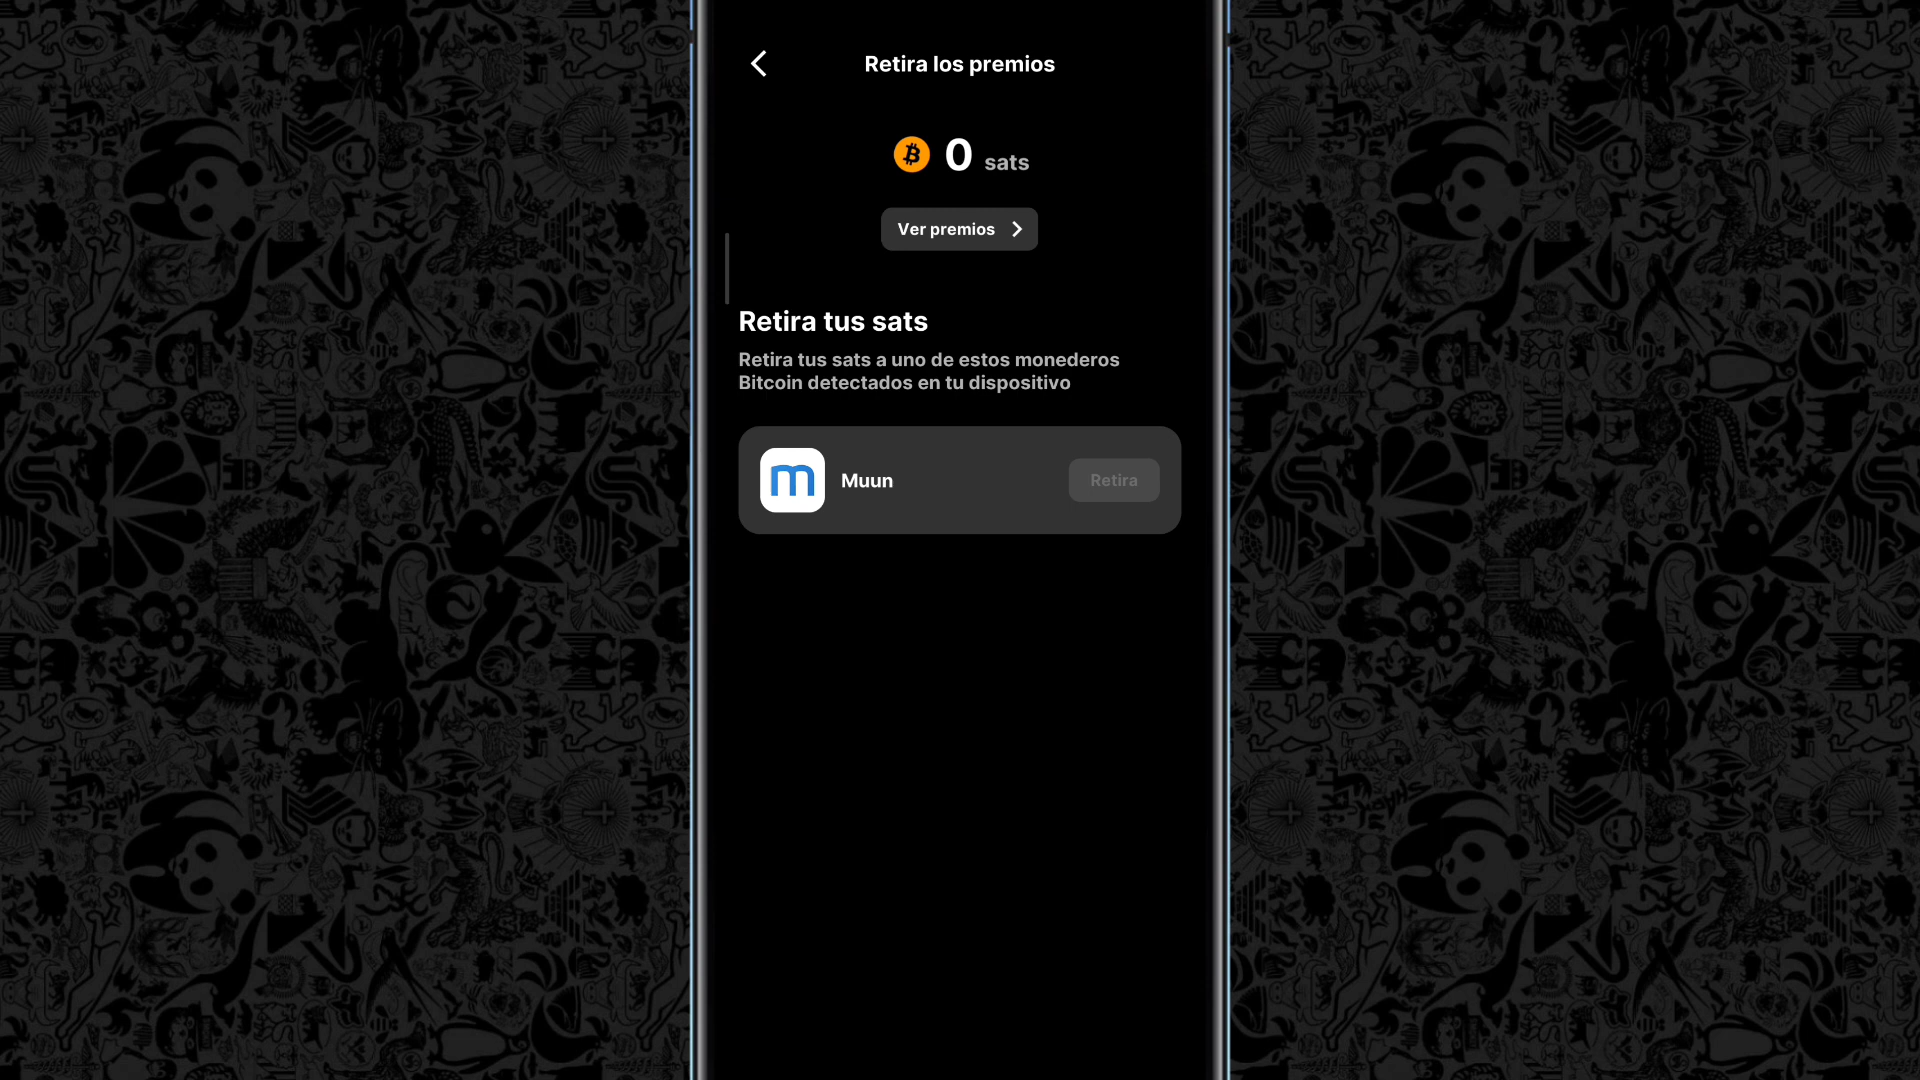 Retira los premios
0 sats
Ver premios
Retira tus sats
Retira tus sats a uno de estos monederos
Bitcoin detectados en tu dispositivo
Muun
Retira